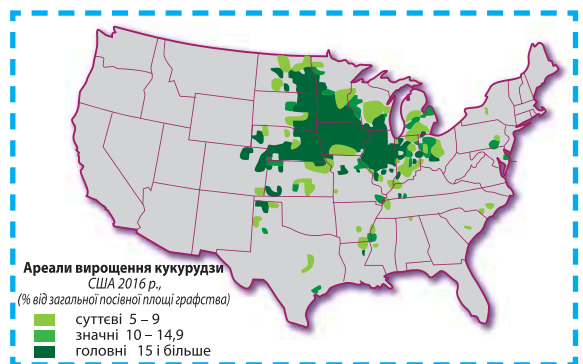 Ареали вирощення кукурудзи
США 2016 р.,
(% від загальної посівної площі графства)
суттєві 5 – 9
значні 10 – 14,9
головні 15 і більше